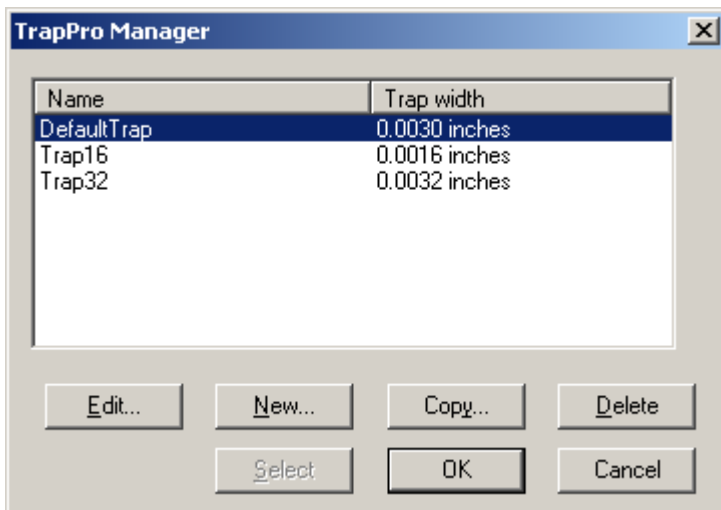 TrapPro Manager
Name Trap width
DefaultTrap 0.0030 inches
Trap16 0.0016 inches
Trap32 0.0032 inches
Edit... New... Copy... Delete
Select OK Cancel